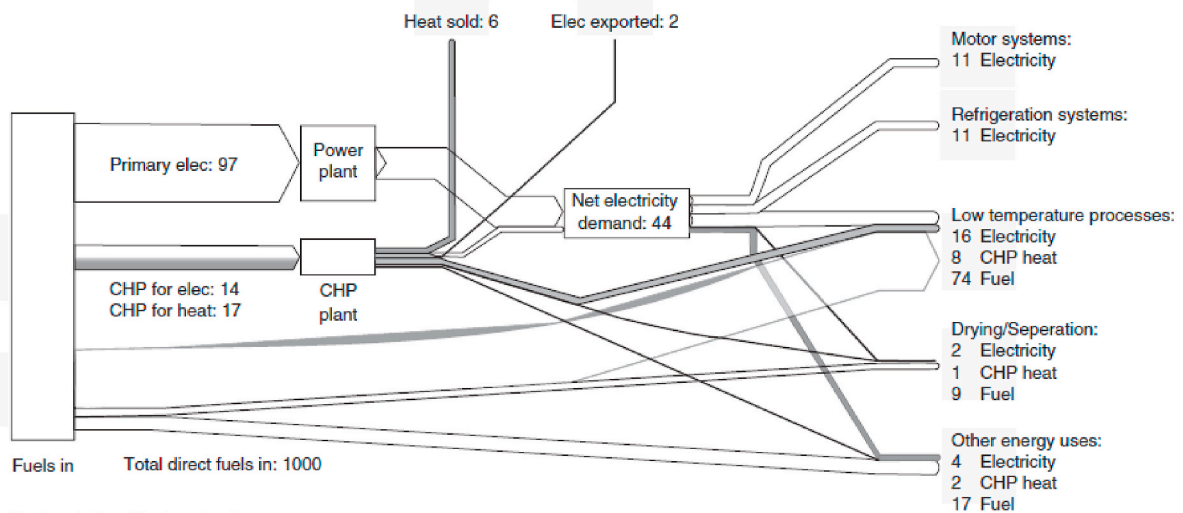 Heat sold: 6
Elec exported: 2
Motor systems:
11 Electricity
Refrigeration systems:
11 Electricity
Primary elec: 97
Power
plant
Net electricity
demand: 44
Low temperature processes:
16 Electricity
8 CHP heat
74 Fuel
CHP for elec: 14
CHP for heat: 17
CHP
plant
Drying/Seperation:
2 Electricity
1 CHP heat
9 Fuel
Other energy uses:
4 Electricity
2 CHP heat
17 Fuel
Fuels in
Total direct fuels in: 1000